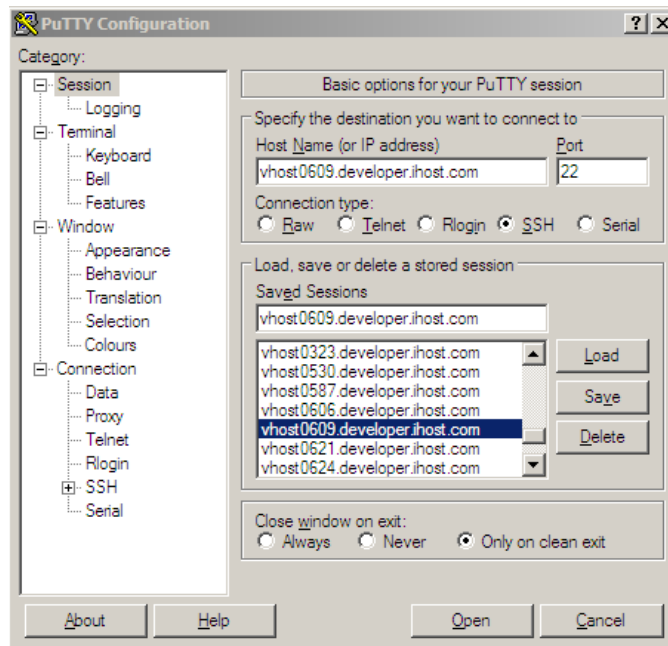 PuTTY Configuration
Category:
Session
Logging
Terminal
Keyboard
Bell
Features
Window
Appearance
Behaviour
Translation
Selection
Colours
Connection
Data
Proxy
Telnet
Rlogin
SSH
Serial
Basic options for your PuTTY session
Specify the destination you want to connect to
Host Name (or IP address) Port
vhost0609.developer.ihost.com 22
Connection type:
Raw Telnet Rlogin SSH Serial
Load, save or delete a stored session
Saved Sessions
vhost0609.developer.ihost.com
vhost0323.developer.ihost.com
vhost0530.developer.ihost.com
vhost0587.developer.ihost.com
vhost0606.developer.ihost.com
vhost0609.developer.ihost.com
vhost0621.developer.ihost.com
vhost0624.developer.ihost.com
Load
Save
Delete
Close window on exit:
Always Never Only on clean exit
About Help Open Cancel